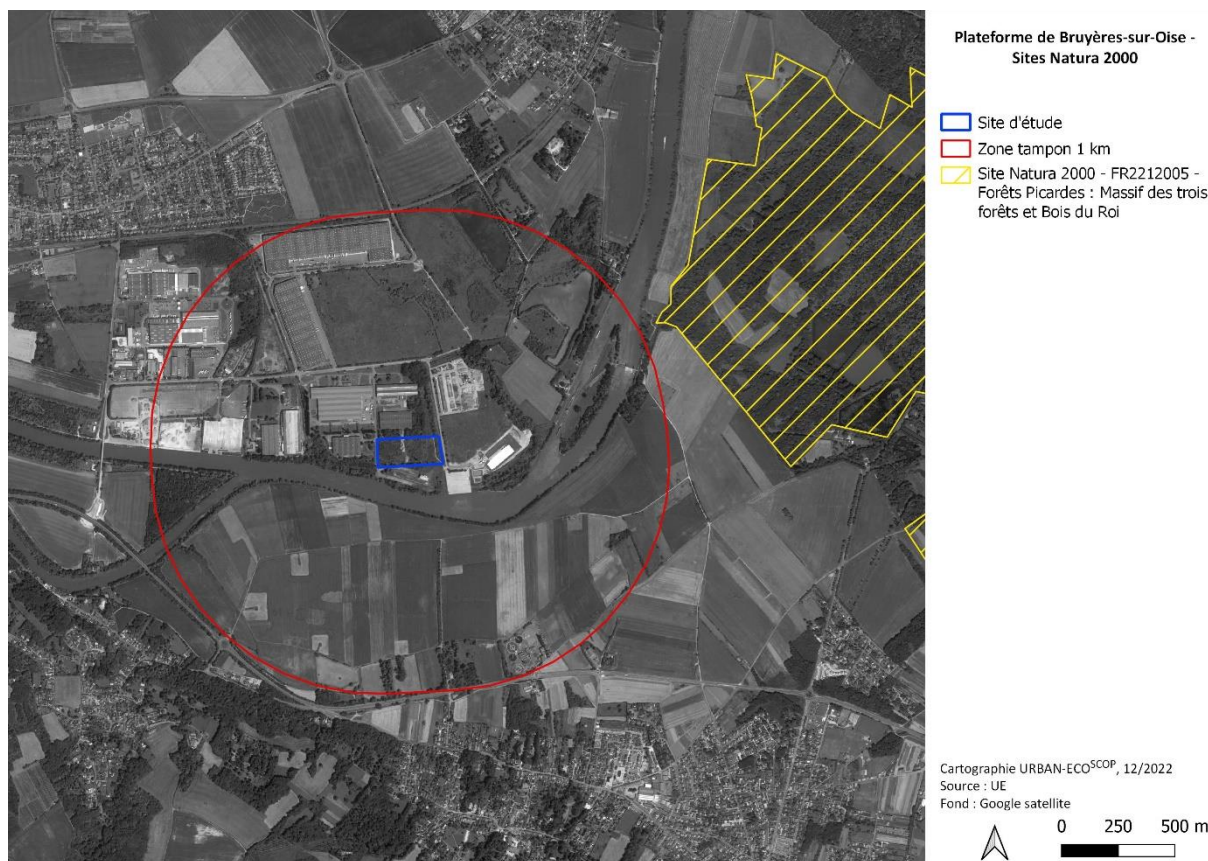 Plateforme de Bruyères-sur-Oise -
Sites Natura 2000
Site d'étude
Zone tampon 1 km
Site Natura 2000 - FR2212005 -
Forêts Picardes : Massif des trois
forêts et Bois du Roi
Cartographie URBAN-ECOSCOP, 12/2022
Source : UE
Fond : Google satellite
0 250 500 m